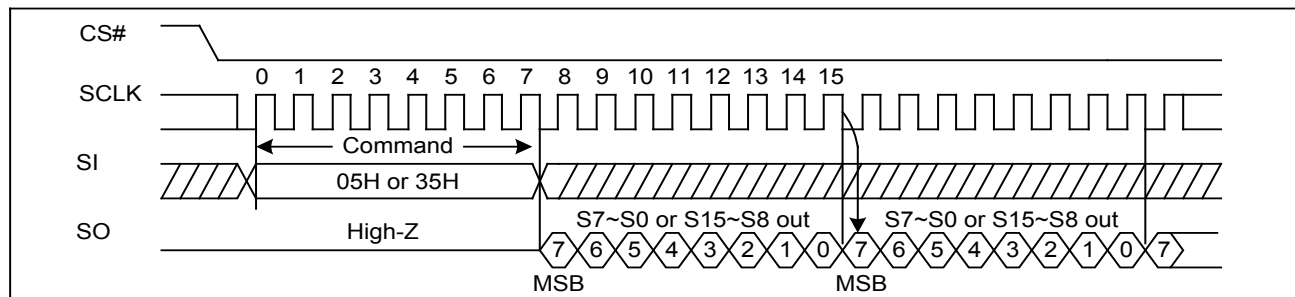 CS#
0 1 2 3 4 5 6 7 8 9 10 11 12 13 14 15
SCLK
Command
SI
05H or 35H
S7~S0 or S15~S8 out S7~S0 or S15~S8 out
SO High-Z
7 6 5 4 3 2 1 0 7 6 5 4 3 2 1 0 7
MSB MSB